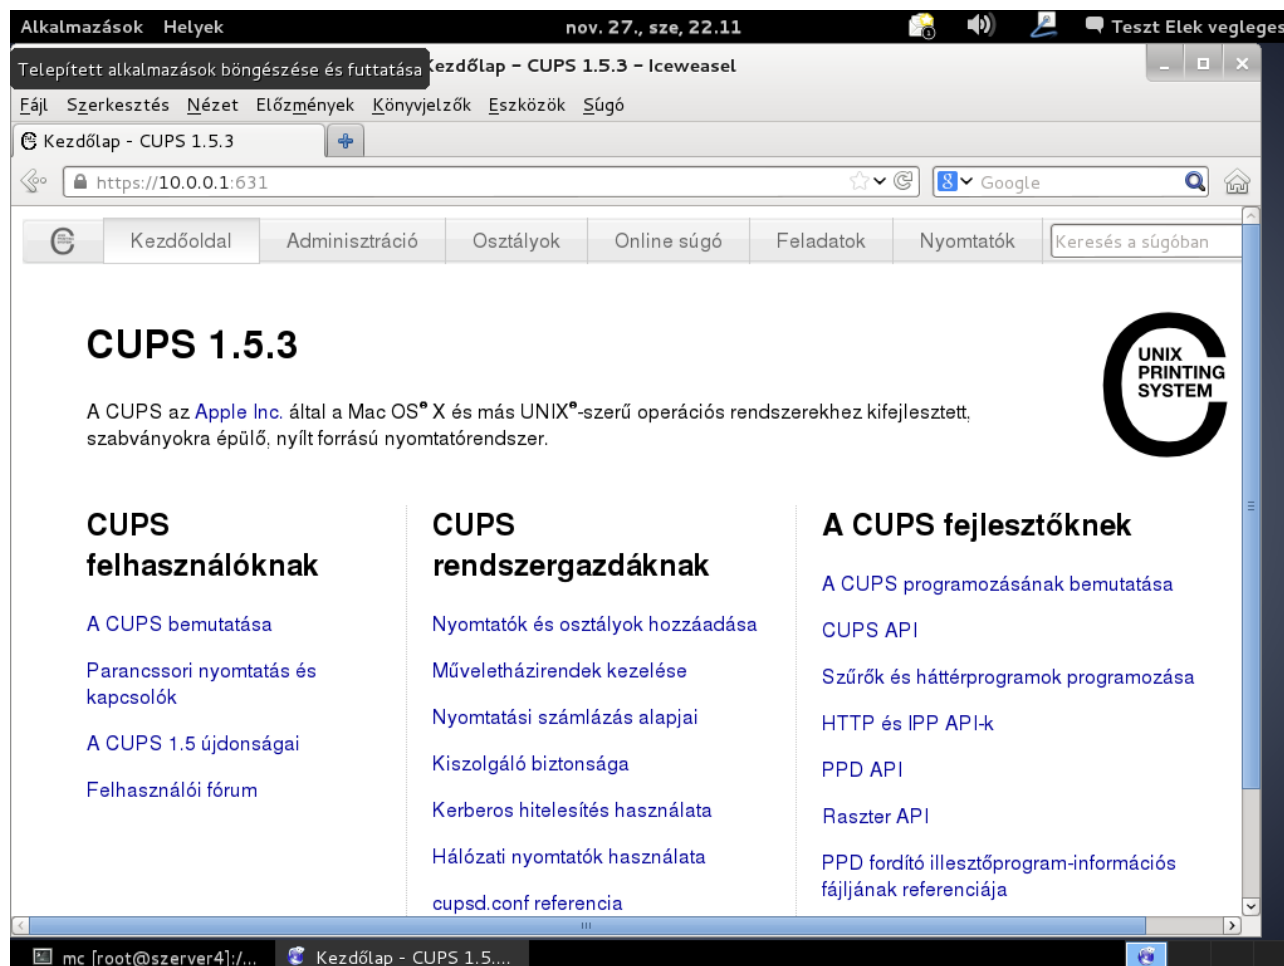 Alkalmazások Helyek nov. 27., sze, 22.11 1 Teszt Elek vegleges
Telepített alkalmazások böngészése és futtatása ezdőlap – CUPS 1.5.3 – Iceweasel
Fájl Szerkesztés Nézet Előzmények Könyvjelzők Eszközök Súgó
Kezdőlap - CUPS 1.5.3
https://10.0.0.1:631 8 Google
Kezdőoldal Adminisztráció Osztályok Online súgó Feladatok Nyomtatók Keresés a súgóban
CUPS 1.5.3
UNIX
PRINTING
SYSTEM
A CUPS az Apple Inc. által a Mac OS® X és más UNIX®-szerű operációs rendszerekhez kifejlesztett,
szabványokra épülő, nyílt forrású nyomtatórendszer.
CUPS
felhasználóknak
A CUPS bemutatása
Parancssori nyomtatás és
kapcsolók
A CUPS 1.5 újdonságai
Felhasználói fórum
CUPS
rendszergazdáknak
Nyomtatók és osztályok hozzáadása
Műveletházirendek kezelése
Nyomtatási számlázás alapjai
Kiszolgáló biztonsága
Kerberos hitelesítés használata
Hálózati nyomtatók használata
cupsd.conf referencia
A CUPS fejlesztőknek
A CUPS programozásának bemutatása
CUPS API
Szűrők és háttérprogramok programozása
HTTP és IPP API-k
PPD API
Raszter API
PPD fordító illesztőprogram-információs
fájljának referenciája
mc [root@szerver4]:/... Kezdőlap - CUPS 1.5....